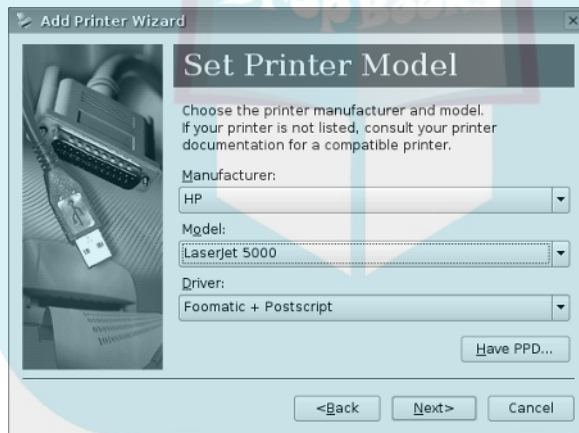 Drop Books
Add Printer Wizard
Set Printer Model
Choose the printer manufacturer and model.
If your printer is not listed, consult your printer
documentation for a compatible printer.
Manufacturer:
HP
Model:
LaserJet 5000
Driver:
Foomatic + Postscript
Have PPD...
<Back
Next>
Cancel